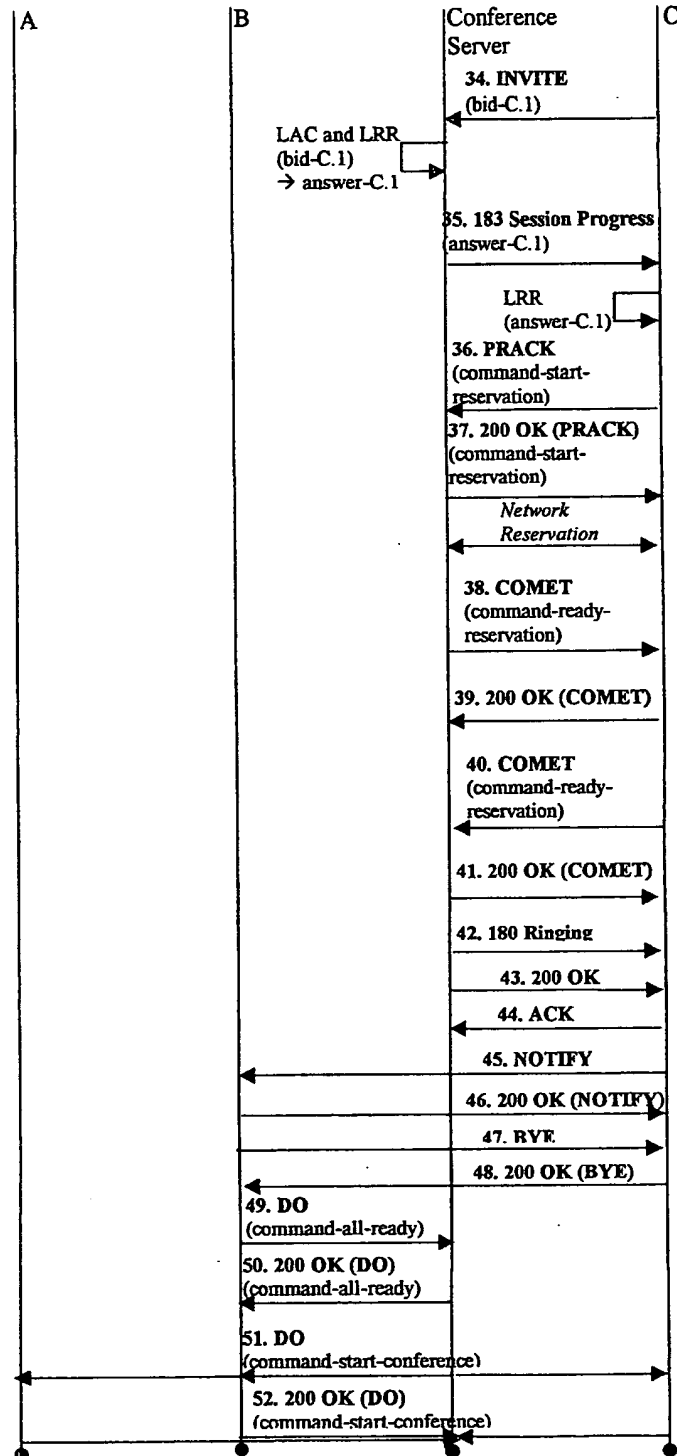 A
B
Conference
Server
C
34. INVITE
(bid-C.1)
LAC and LRR
(bid-C.1)
→ answer-C.1
35. 183 Session Progress
(answer-C.1)
LRR
(answer-C.1)
36. PRACK
(command-start-
reservation)
37. 200 OK (PRACK)
(command-start-
reservation)
Network
Reservation
38. COMET
(command-ready-
reservation)
39. 200 OK (COMET)
40. COMET
(command-ready-
reservation)
41. 200 OK (COMET)
42. 180 Ringing
43. 200 OK
44. ACK
45. NOTIFY
46. 200 OK (NOTIFY)
47. BYE
48. 200 OK (BYE)
49. DO
(command-all-ready)
50. 200 OK (DO)
(command-all-ready)
51. DO
(command-start-conference)
52. 200 OK (DO)
(command-start-conference)